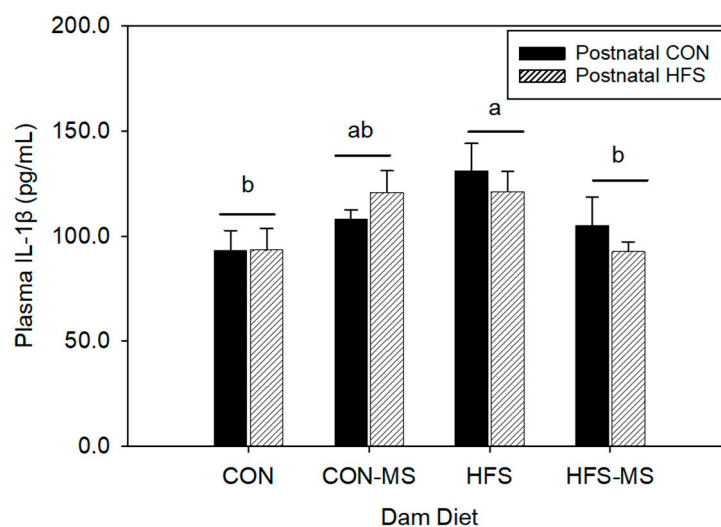 200.0
Postnatal CON
Postnatal HFS
150.0
a
ab
b
b
100.0
50.0
0.0
Plasma IL-1β (pg/mL)
CON
CON-MS
HFS
HFS-MS
Dam Diet